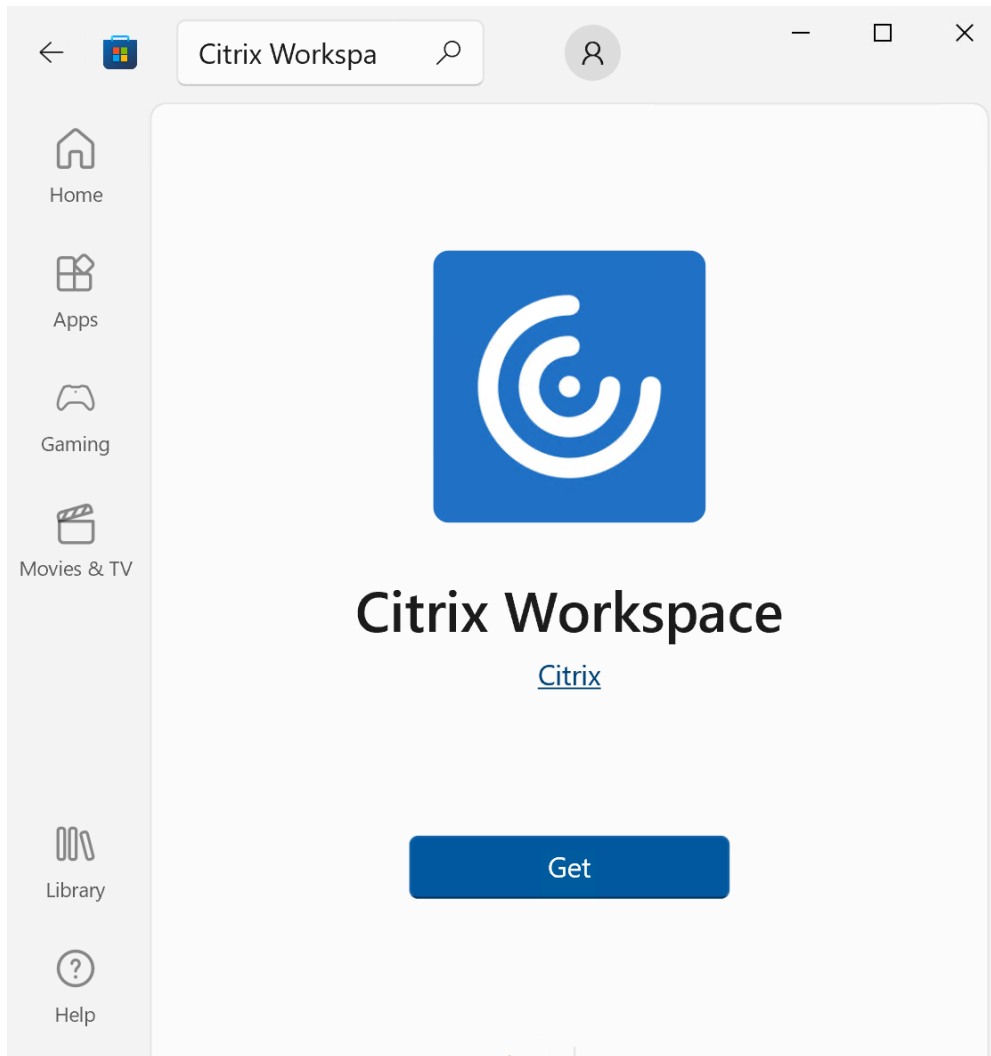 Citrix Workspa
Home
Apps
Gaming
Movies & TV
Citrix Workspace
Citrix
Get
Library
Help